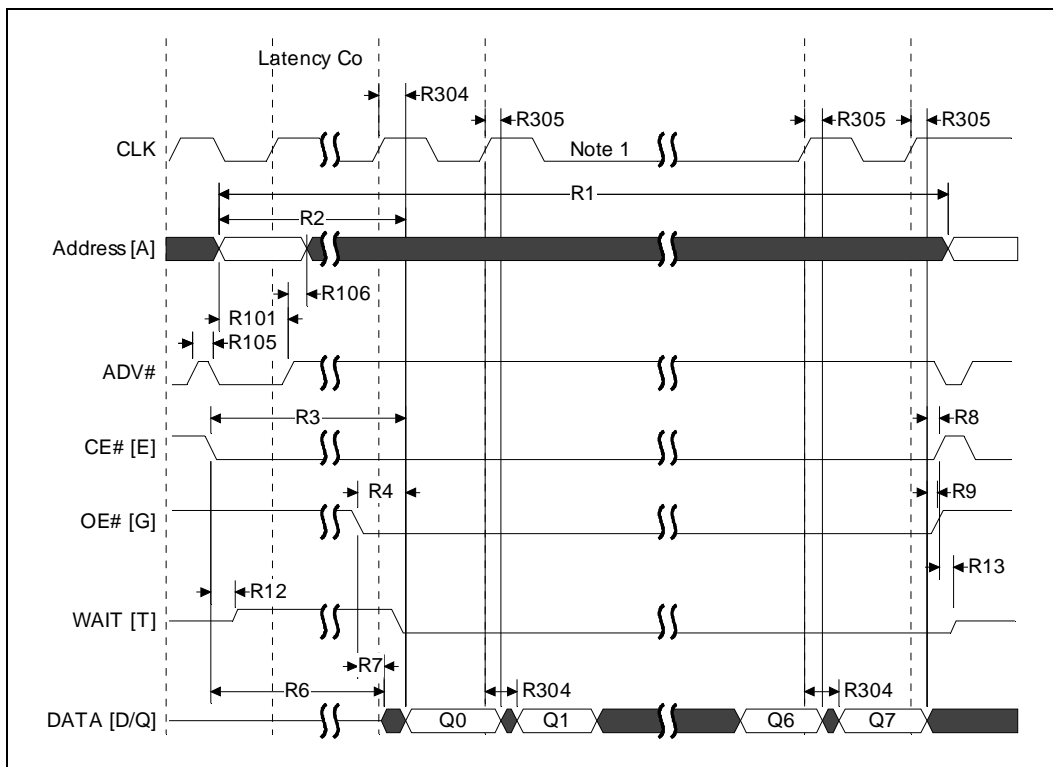 Latency Co
R304
R305
R305
R305
CLK
Note 1
R1
R2
Address [A]
R106
R101
R105
ADV#
R3
R8
CE# [E]
R4
R9
OE# [G]
R13
R12
WAIT [T]
R7
R6
R304
R304
DATA [D/Q]
Q0
Q1
Q6
Q7